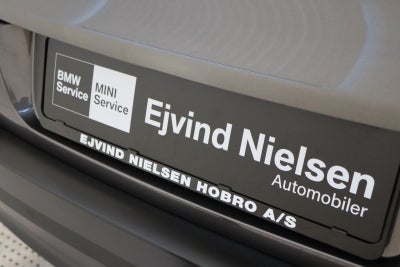 BMW
Service
MINI
Service
Ejvind Nielsen
Automobiler
EJVIND NIELSEN HOBRO A/S